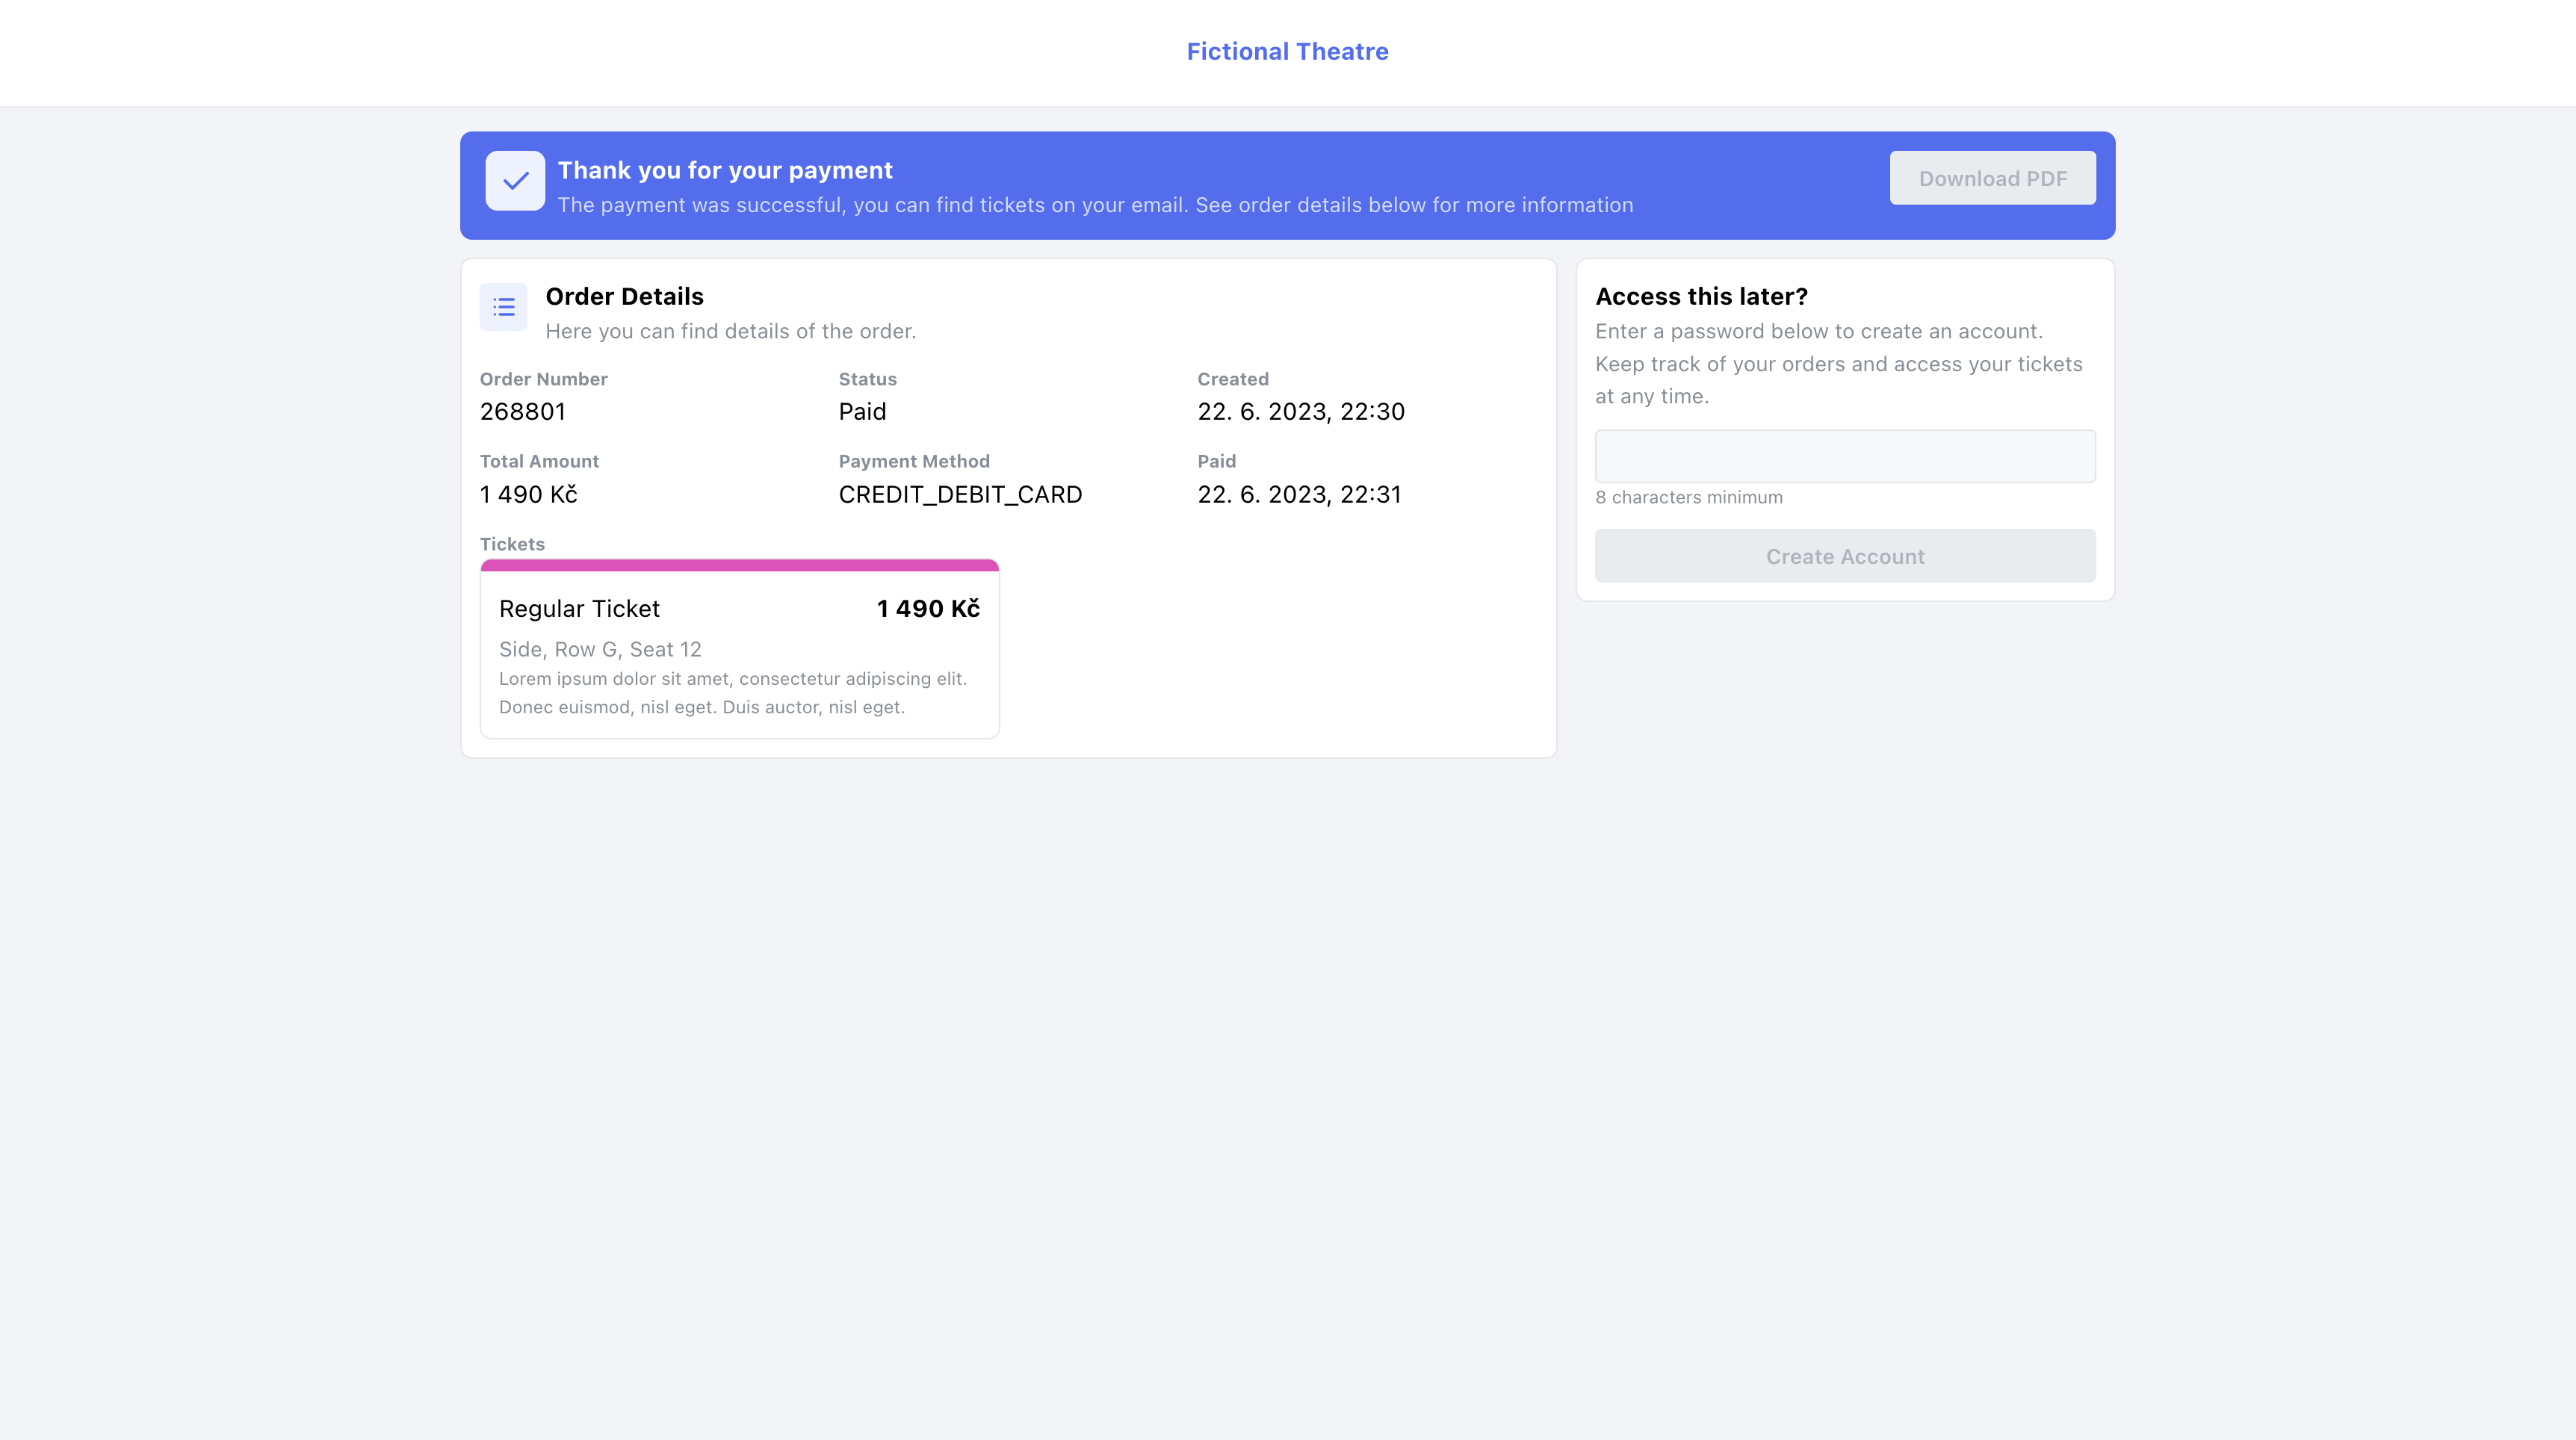 Fictional Theatre
Thank you for your payment
The payment was successful, you can find tickets on your email. See order details below for more information
Download PDF
Order Details
Here you can find details of the order.
Order Number
268801
Status
Paid
Created
22. 6. 2023, 22:30
Total Amount
1 490 Kč
Payment Method
CREDIT_DEBIT_CARD
Paid
22. 6. 2023, 22:31
Tickets
Regular Ticket
1 490 Kč
Side, Row G, Seat 12
Lorem ipsum dolor sit amet, consectetur adipiscing elit.
Donec euismod, nisl eget. Duis auctor, nisl eget.
Access this later?
Enter a password below to create an account.
Keep track of your orders and access your tickets
at any time.
8 characters minimum
Create Account